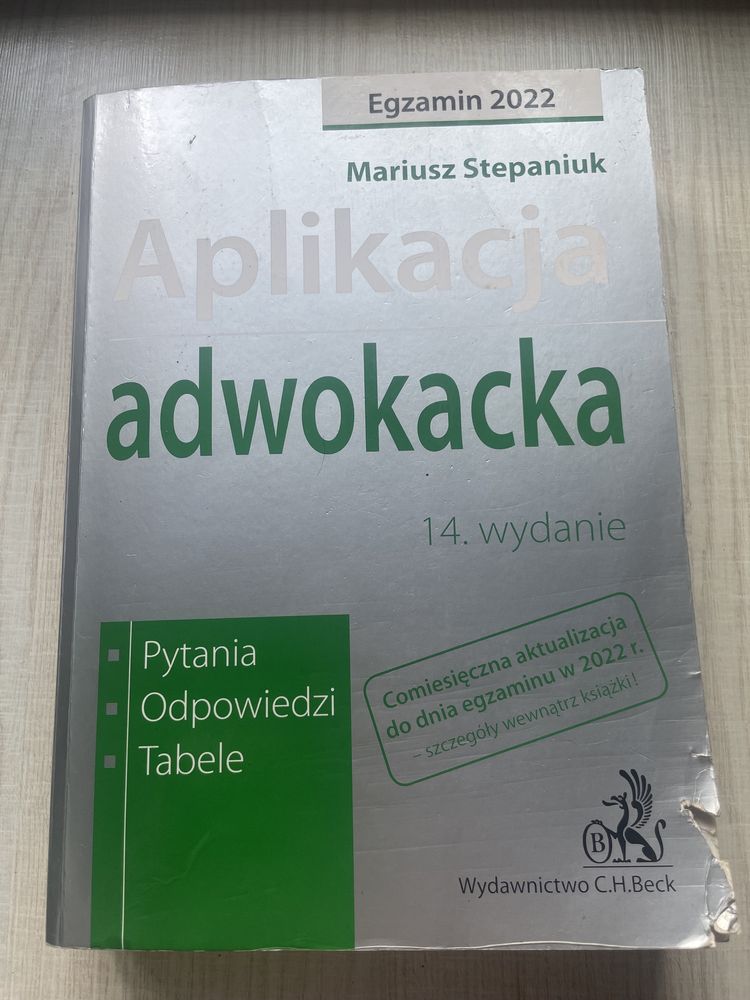 Egzamin 2022
Mariusz Stepaniuk
Aplikacja
adwokacka
14. wydanie
Pytania
Odpowiedzi
Tabele
Comiesięczna aktualizacja
do dnia egzaminu w 2022 r.
– szczegóły wewnątrz książki!
B
Wydawnictwo C.H.Beck